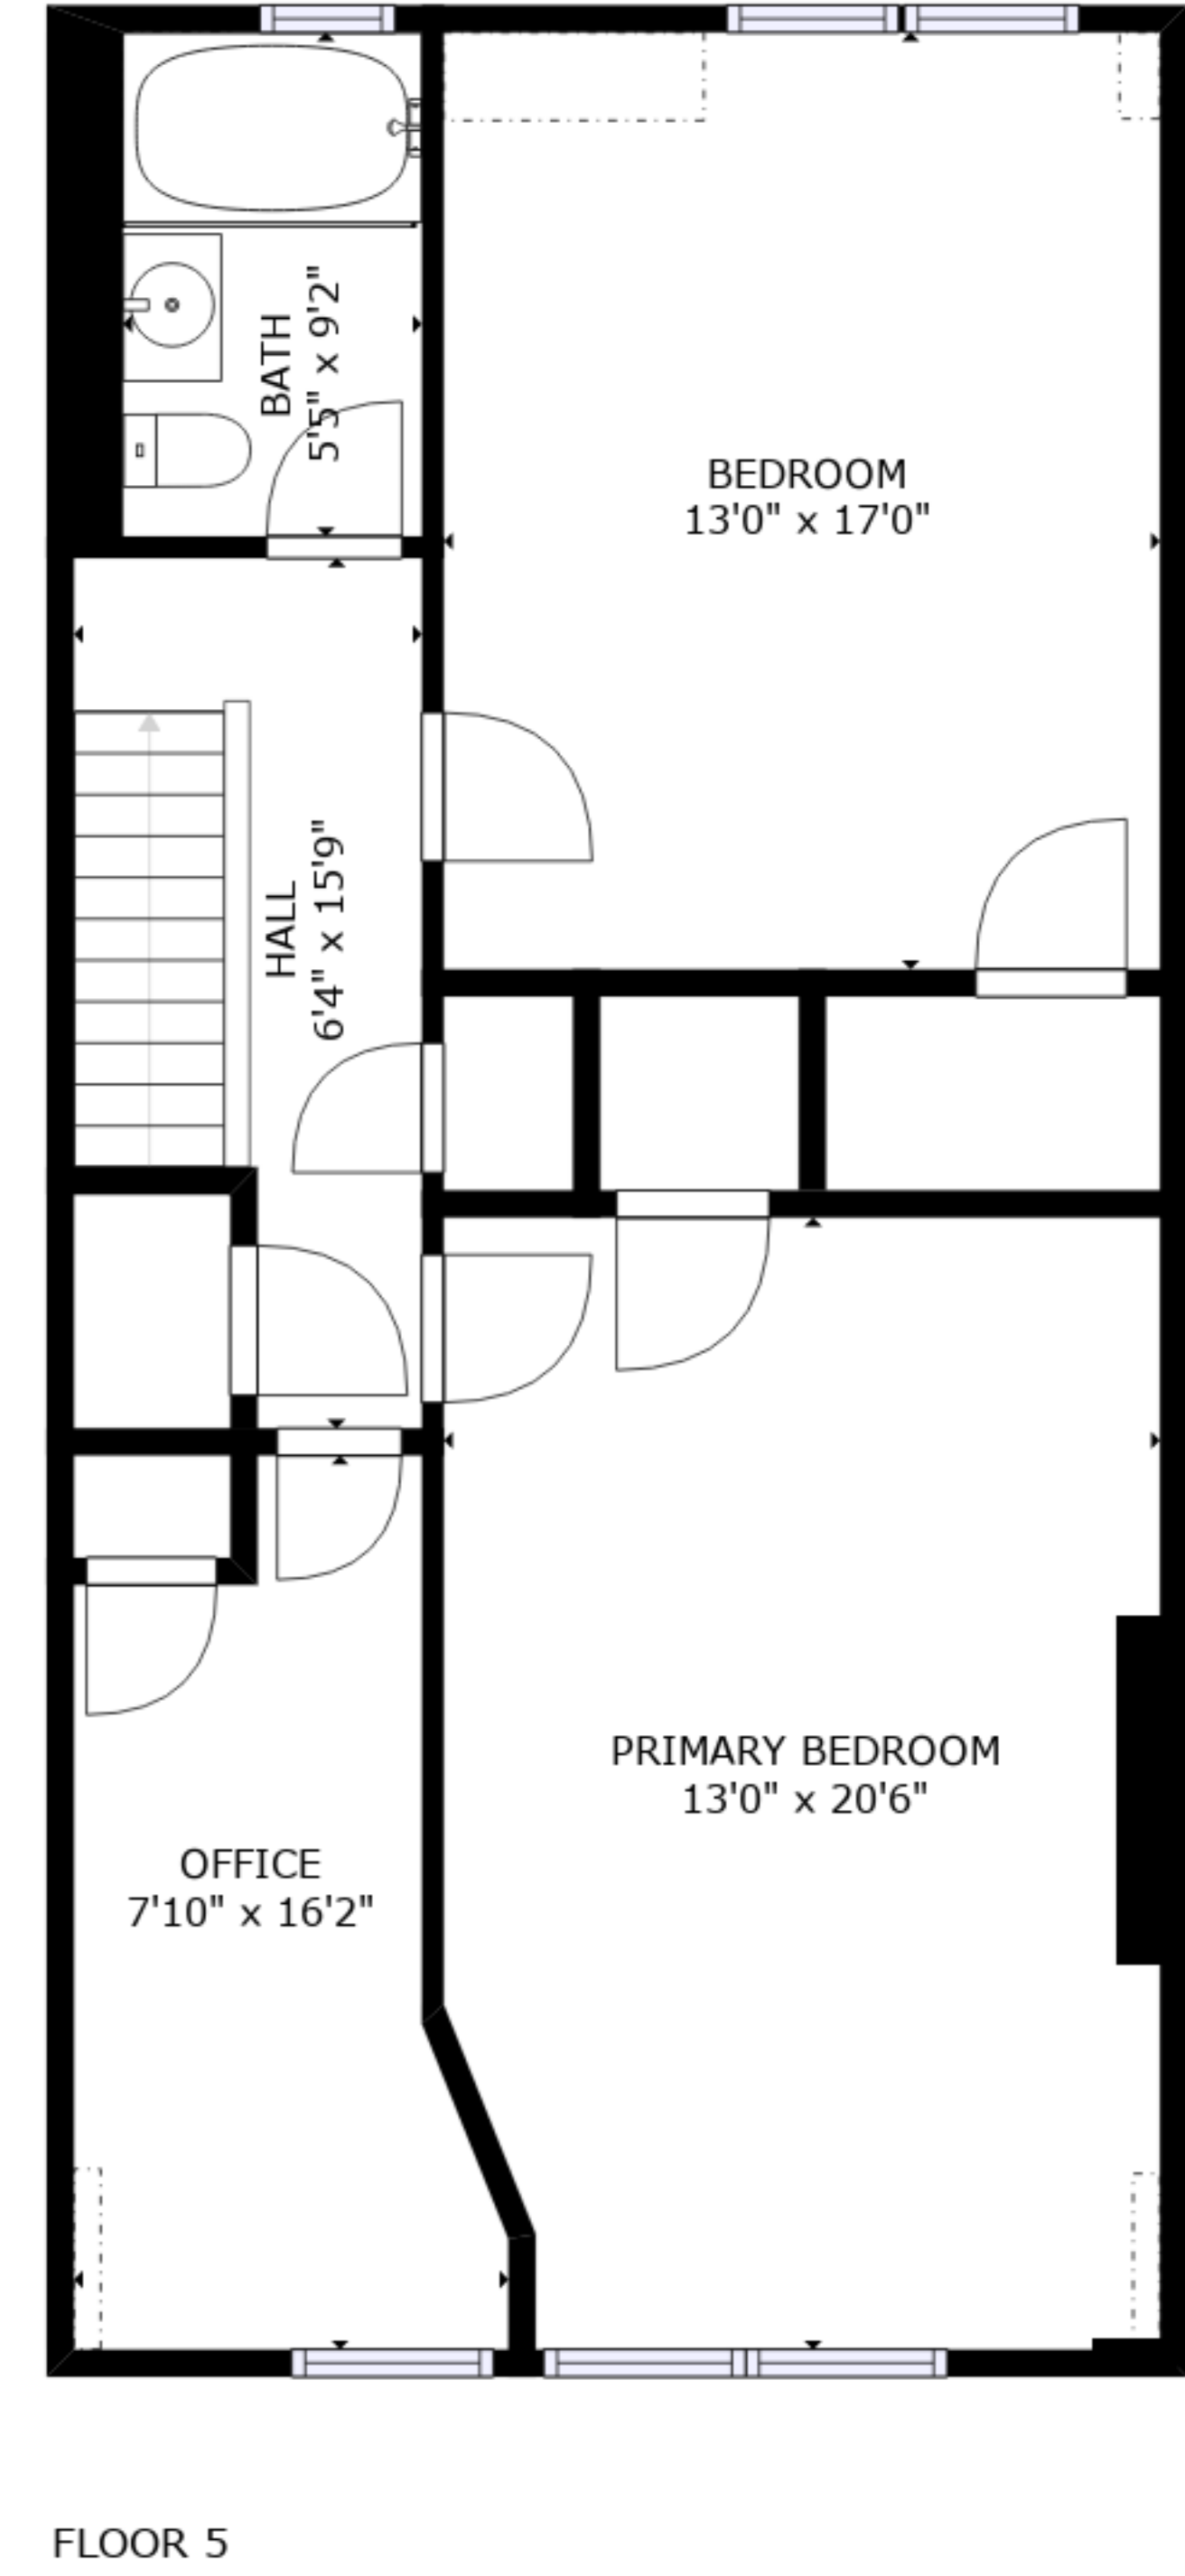 BATH
5'5" x 9'2"
BEDROOM
13'0" x 17'0"
HALL
6'4" x 15'9"
PRIMARY BEDROOM
13'0" x 20'6"
OFFICE
7'10" x 16'2"
FLOOR 5